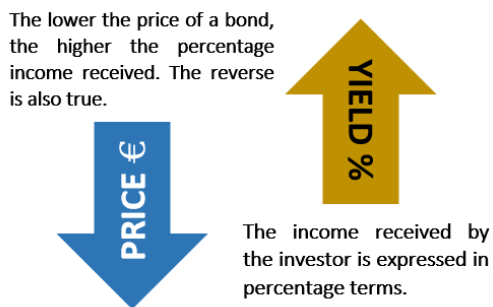 The lower the price of a bond,
the higher the percentage
income received. The reverse
is also true.
YIELD %
PRICE €
The income received by
the investor is expressed in
percentage terms.